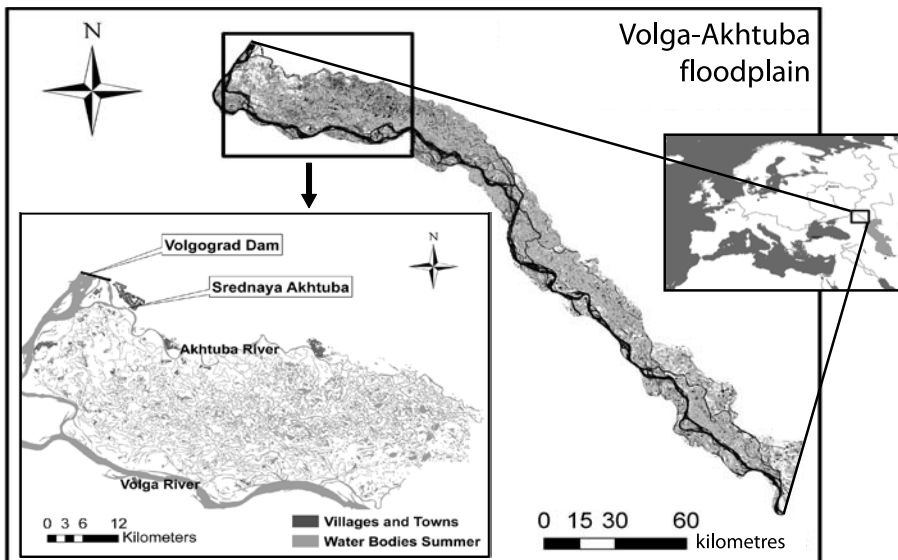 N
Volga-Akhtuba
floodplain
Volgograd Dam
N
Srednaya Akhtuba
Akhtuba River
Volga River
0 3 6 12
Kilometers
Villages and Towns
Water Bodies Summer
0 15 30 60
kilometres